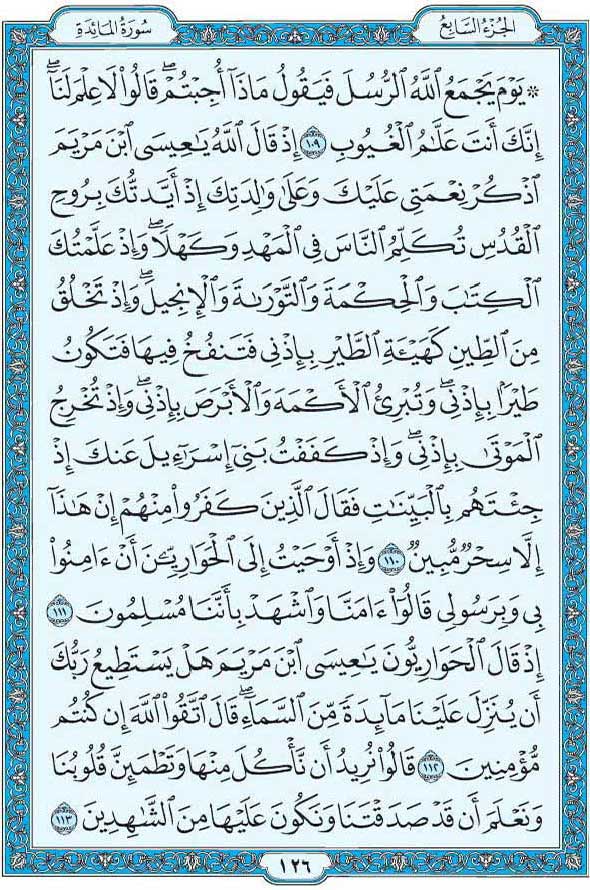 الجزء السابع
سورة المائدة
۞ يَوْمَ يَجْمَعُ ٱللَّهُ ٱلرُّسُلَ فَيَقُولُ مَاذَآ أُجِبْتُمْۖ قَالُوا۟ لَا عِلْمَ لَنَآۖ
إِنَّكَ أَنتَ عَلَّٰمُ ٱلْغُيُوبِ ١٠٩ إِذْ قَالَ ٱللَّهُ يَٰعِيسَى ٱبْنَ مَرْيَمَ
ٱذْكُرْ نِعْمَتِى عَلَيْكَ وَعَلَىٰ وَٰلِدَتِكَ إِذْ أَيَّدتُّكَ بِرُوحِ
ٱلْقُدُسِ تُكَلِّمُ ٱلنَّاسَ فِى ٱلْمَهْدِ وَكَهْلًاۖ وَإِذْ عَلَّمْتُكَ
ٱلْكِتَٰبَ وَٱلْحِكْمَةَ وَٱلتَّوْرَىٰةَ وَٱلْإِنجِيلَۖ وَإِذْ تَخْلُقُ
مِنَ ٱلطِّينِ كَهَيْـَٔةِ ٱلطَّيْرِ بِإِذْنِى فَتَنفُخُ فِيهَا فَتَكُونُ
طَيْرًۢا بِإِذْنِىۖ وَتُبْرِئُ ٱلْأَكْمَهَ وَٱلْأَبْرَصَ بِإِذْنِىۖ وَإِذْ تُخْرِجُ
ٱلْمَوْتَىٰ بِإِذْنِىۖ وَإِذْ كَفَفْتُ بَنِىٓ إِسْرَٰٓءِيلَ عَنكَ إِذْ
جِئْتَهُم بِٱلْبَيِّنَٰتِ فَقَالَ ٱلَّذِينَ كَفَرُوا۟ مِنْهُمْ إِنْ هَٰذَآ
إِلَّا سِحْرٌ مُّبِينٌ ١١٠ وَإِذْ أَوْحَيْتُ إِلَى ٱلْحَوَارِيِّۦنَ أَنْ ءَامِنُوا۟
بِى وَبِرَسُولِى قَالُوٓا۟ ءَامَنَّا وَٱشْهَدْ بِأَنَّنَا مُسْلِمُونَ ١١١
إِذْ قَالَ ٱلْحَوَارِيُّونَ يَٰعِيسَى ٱبْنَ مَرْيَمَ هَلْ يَسْتَطِيعُ رَبُّكَ
أَن يُنَزِّلَ عَلَيْنَا مَآئِدَةً مِّنَ ٱلسَّمَآءِۖ قَالَ ٱتَّقُوا۟ ٱللَّهَ إِن كُنتُم
مُّؤْمِنِينَ ١١٢ قَالُوا۟ نُرِيدُ أَن نَّأْكُلَ مِنْهَا وَتَطْمَئِنَّ قُلُوبُنَا
وَنَعْلَمَ أَن قَدْ صَدَقْتَنَا وَنَكُونَ عَلَيْهَا مِنَ ٱلشَّٰهِدِينَ ١١٣
١٢٦